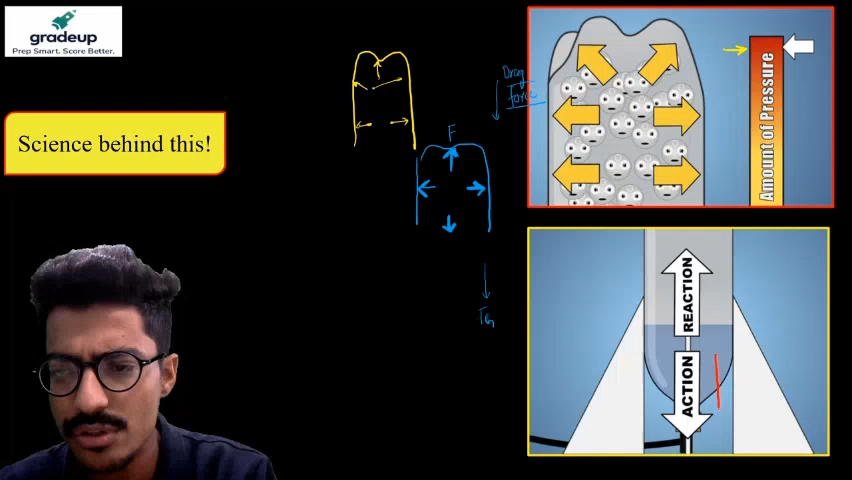 gradeup
Prep Smart. Score Better.
Science behind this!
Drag
force
F
Amount of Pressure
REACTION
ACTION